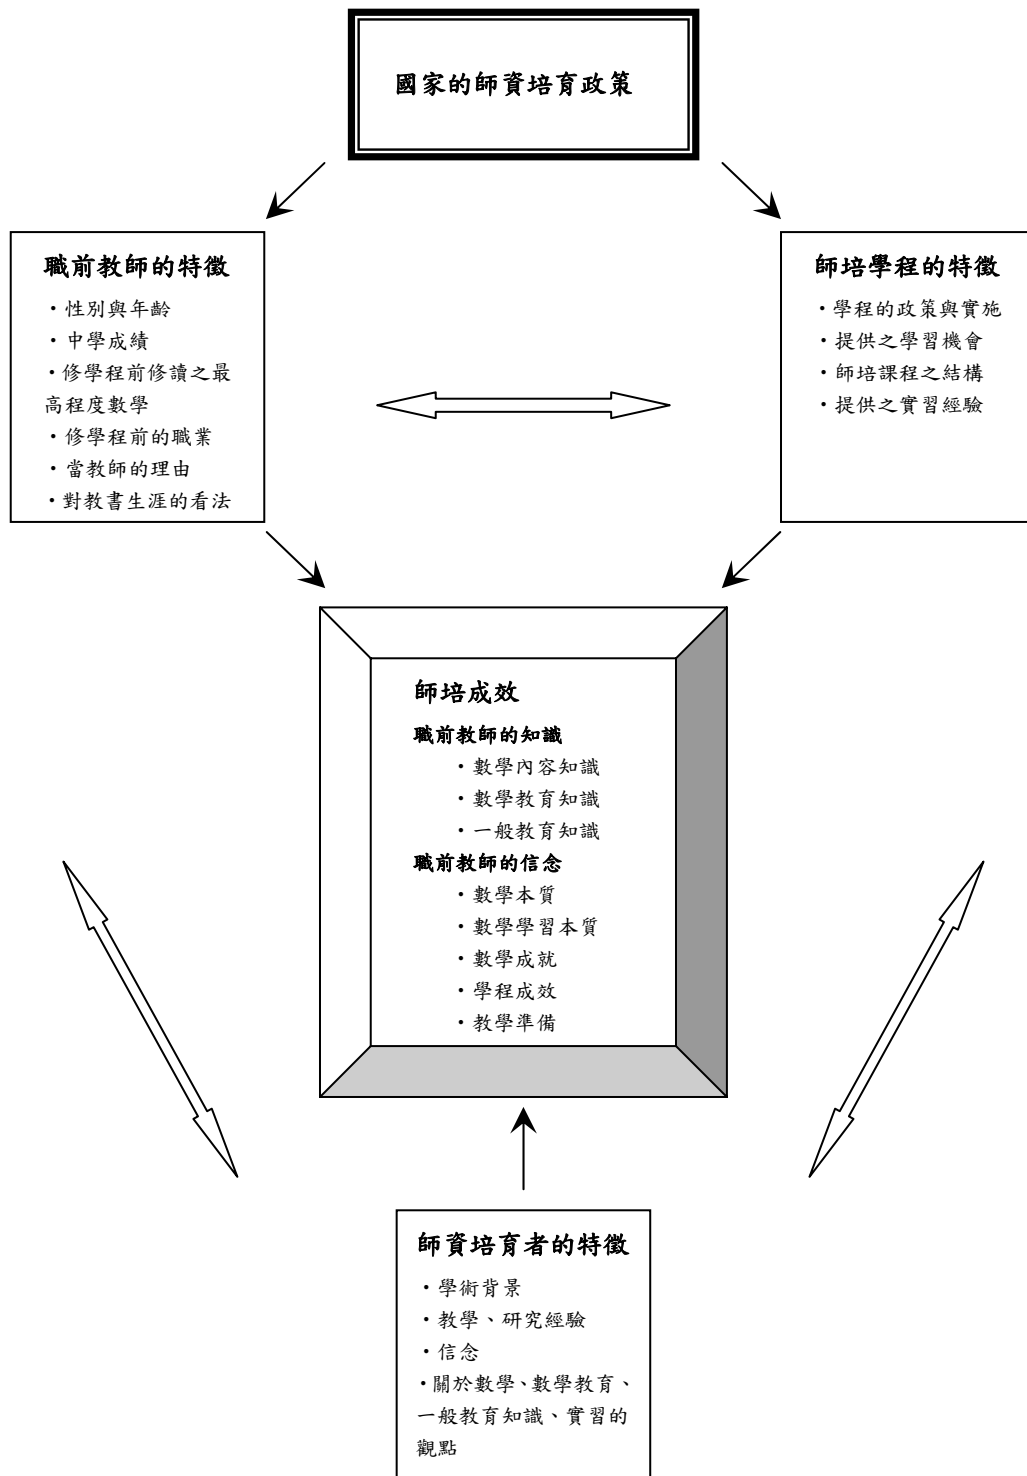 國家的師資培育政策
職前教師的特徵
・性別與年齡
・中學成績
・修學程前修讀之最
高程度數學
・修學程前的職業
・當教師的理由
・對教書生涯的看法
師培學程的特徵
・學程的政策與實施
・提供之學習機會
・師培課程之結構
・提供之實習經驗
師培成效
職前教師的知識
・數學內容知識
・數學教育知識
・一般教育知識
職前教師的信念
・數學本質
・數學學習本質
・數學成就
・學程成效
・教學準備
師資培育者的特徵
・學術背景
・教學、研究經驗
・信念
・關於數學、數學教育、
一般教育知識、實習的
觀點